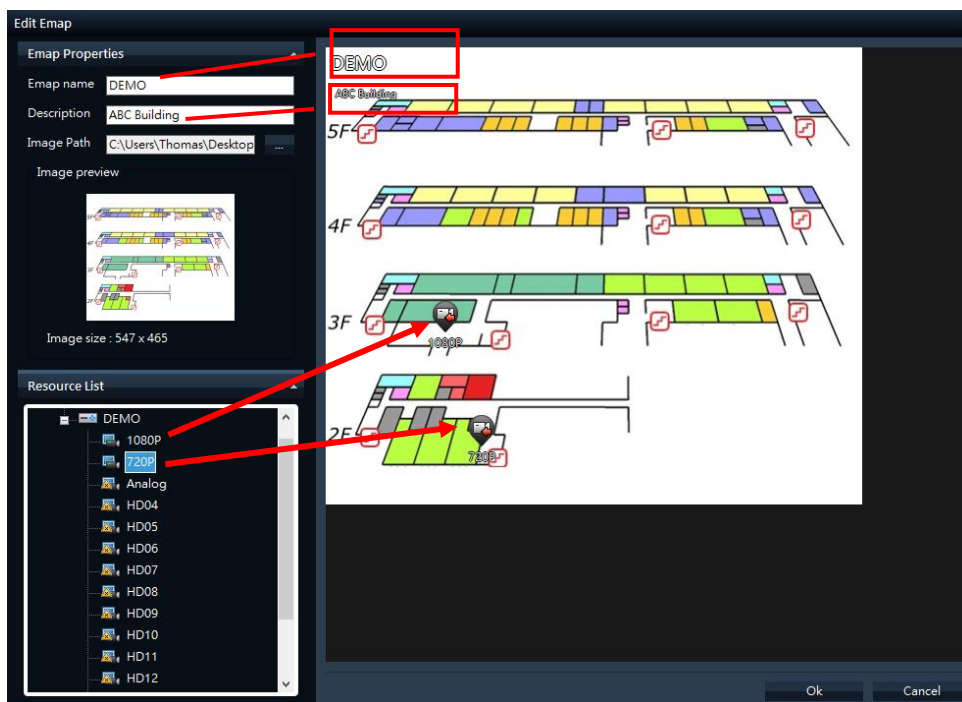 Edit Emap
Emap Properties
Emap name DEMO
Description ABC Building
Image Path C:\Users\Thomas\Desktop ...
Image preview
Image size : 547 x 465
Resource List
DEMO
1080P
720P
Analog
HD04
HD05
HD06
HD07
HD08
HD09
HD10
HD11
HD12
DEMO
ABC Building
5F
4F
3F
1080P
2F
720P
Ok Cancel